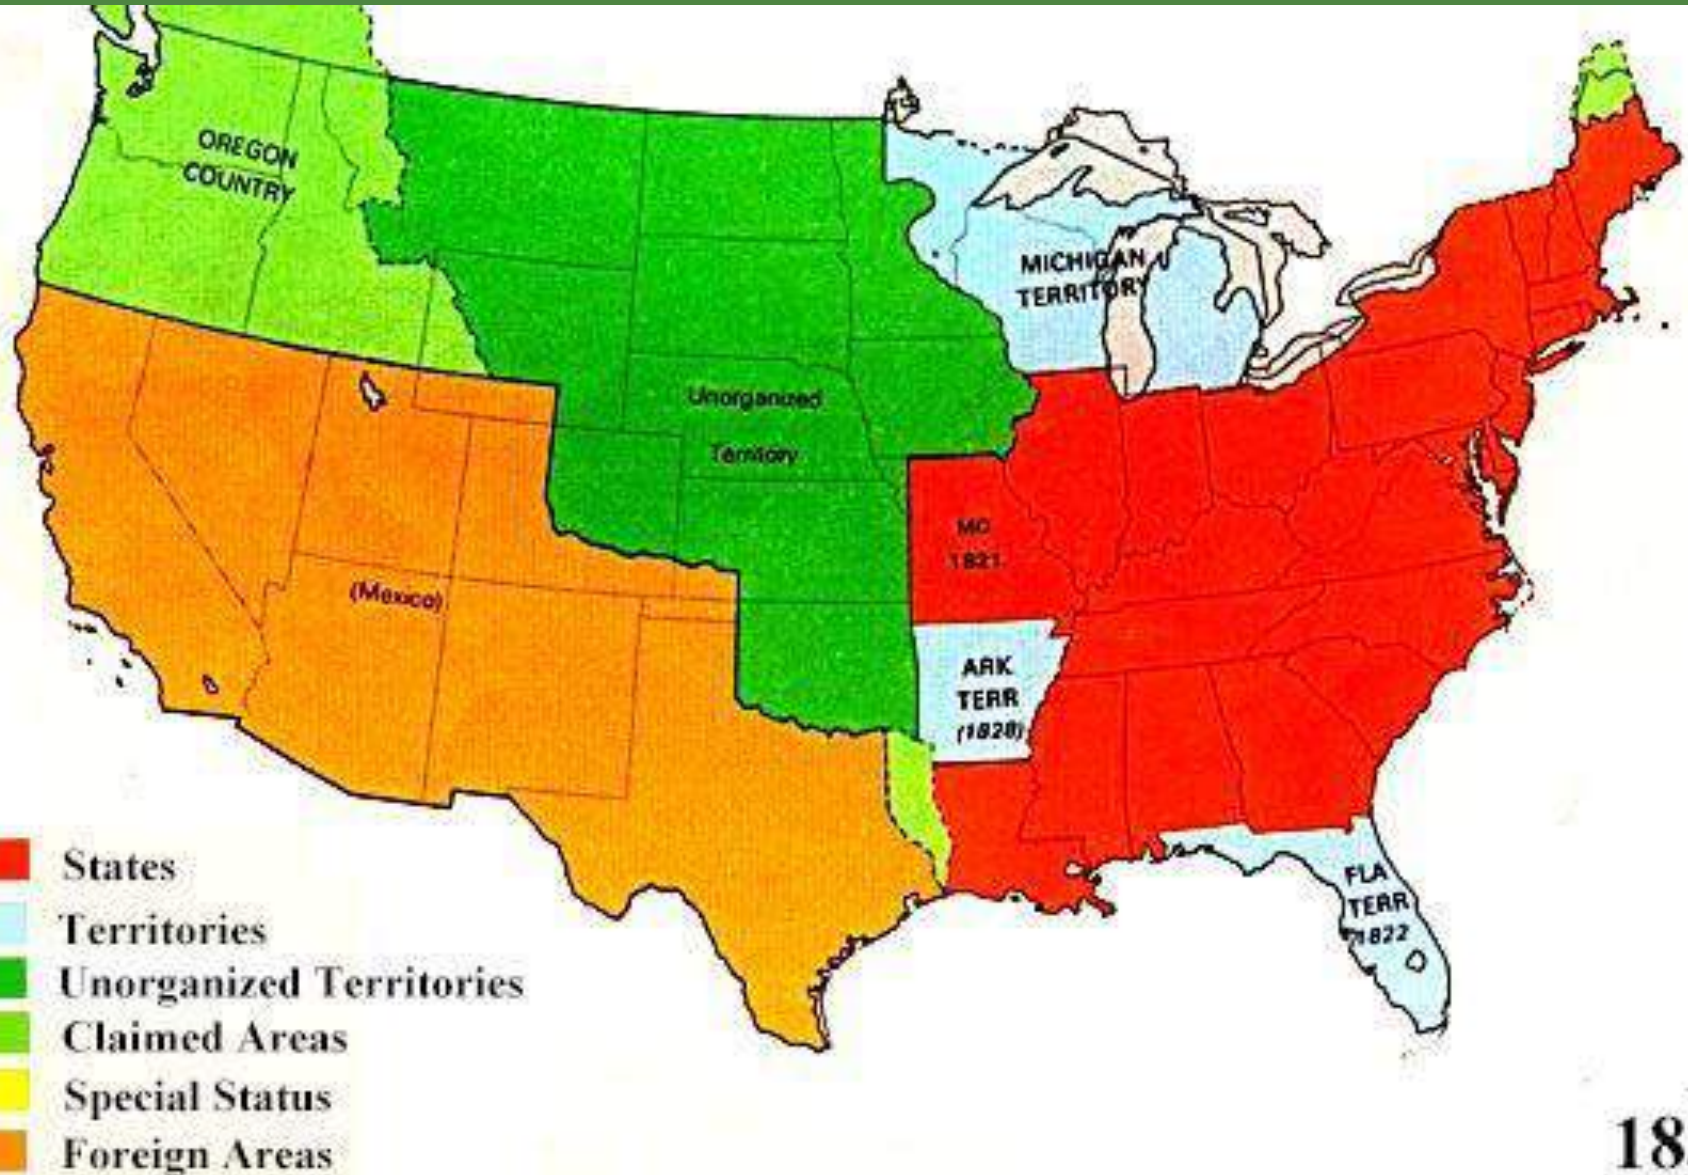 OREGON
COUNTRY
MICHIGAN
TERRITORY
Unorganized
Territory
MO
1821
(Mexico)
ARK
TERR
(1828)
FLA
TERR
1822
States
Territories
Unorganized Territories
Claimed Areas
Special Status
Foreign Areas
18